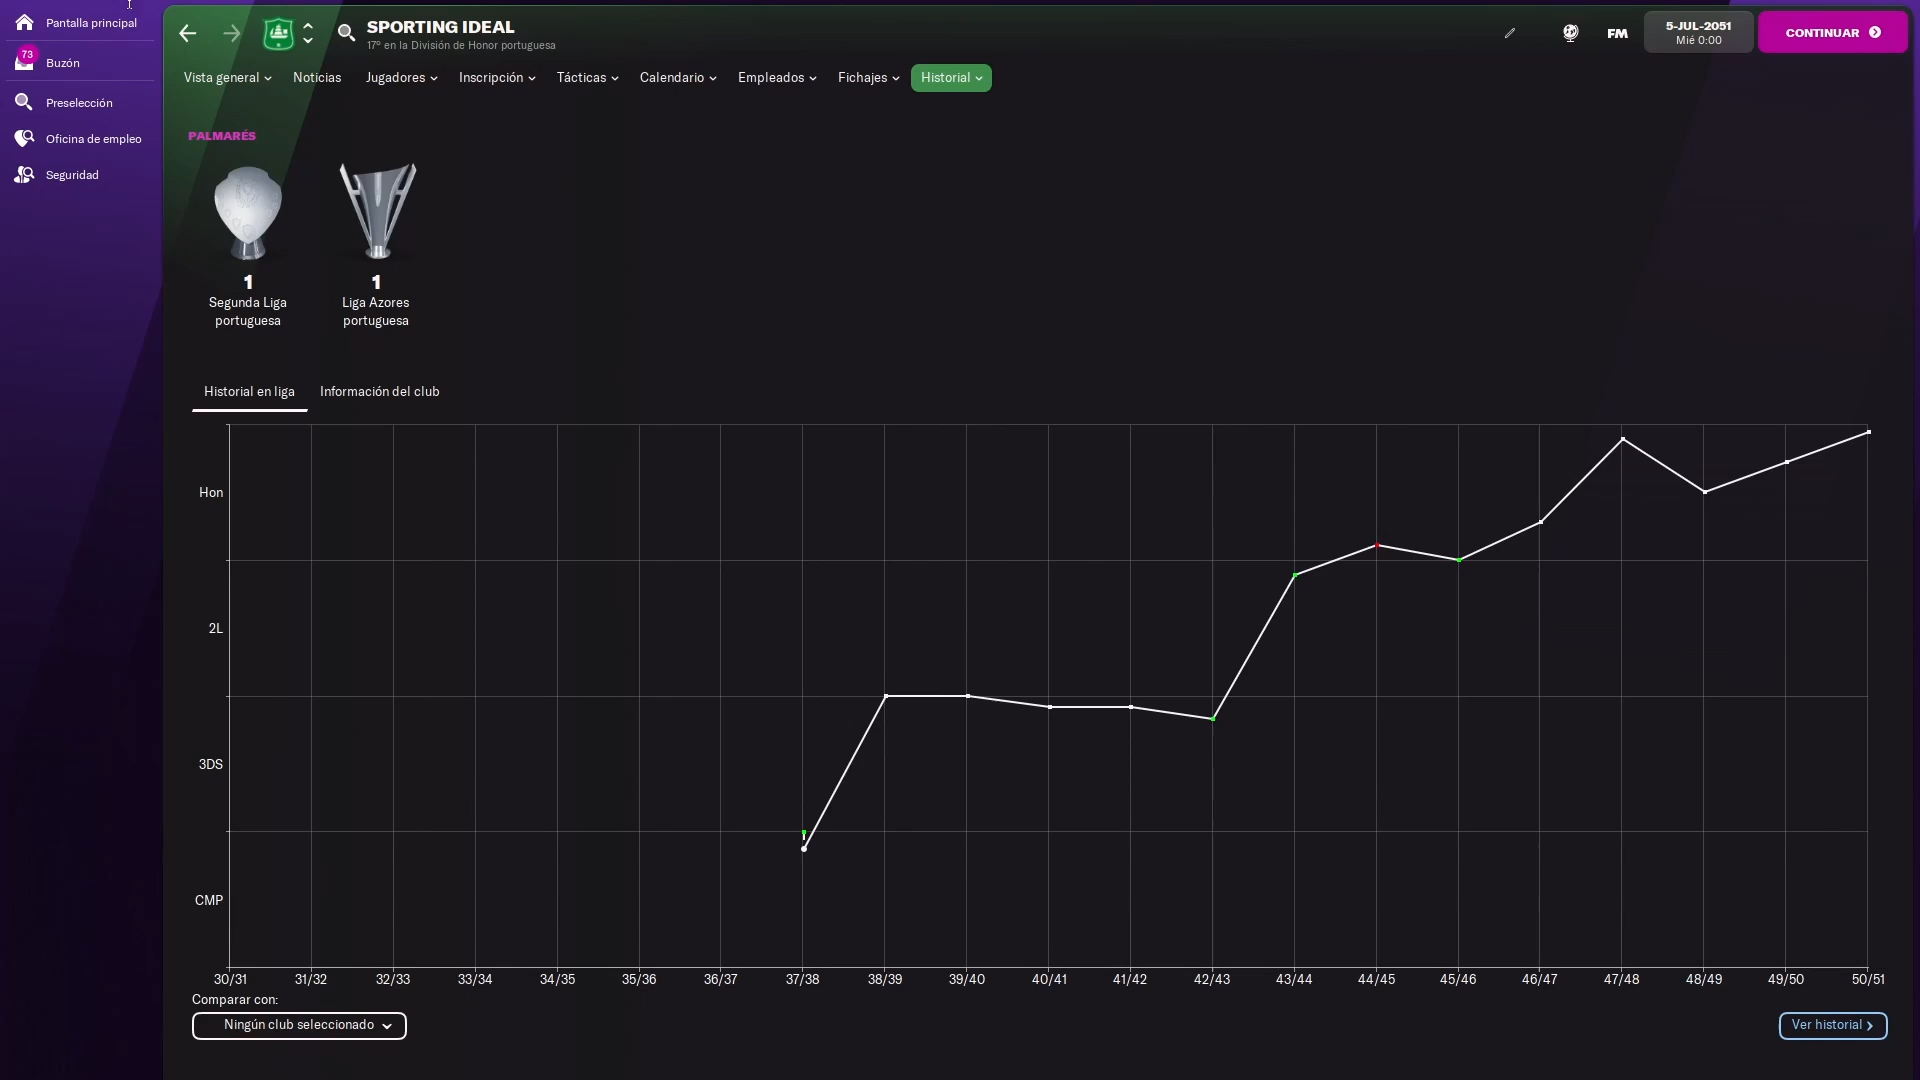 Pantalla principal
73
Buzón
Preselección
Oficina de empleo
Seguridad
SPORTING IDEAL
17º en la División de Honor portuguesa
FM
5-JUL-2051
Mié 0:00
CONTINUAR
Vista general
Noticias
Jugadores
Inscripción
Tácticas
Calendario
Empleados
Fichajes
Historial
PALMARÉS
1
Segunda Liga
portuguesa
1
Liga Azores
portuguesa
Historial en liga
Información del club
Hon
2L
3DS
CMP
30/31
31/32
32/33
33/34
34/35
35/36
36/37
37/38
38/39
39/40
40/41
41/42
42/43
43/44
44/45
45/46
46/47
47/48
48/49
49/50
50/51
Comparar con:
Ningún club seleccionado
Ver historial